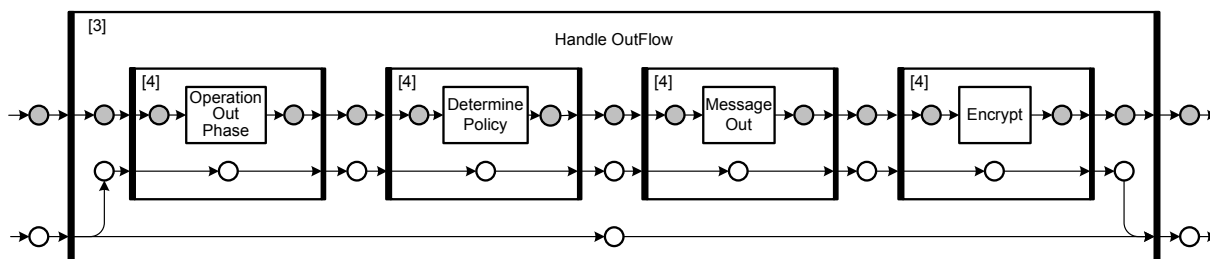 [3]
Handle OutFlow
[4]
Operation
Out
Phase
[4]
Determine
Policy
[4]
Message
Out
[4]
Encrypt